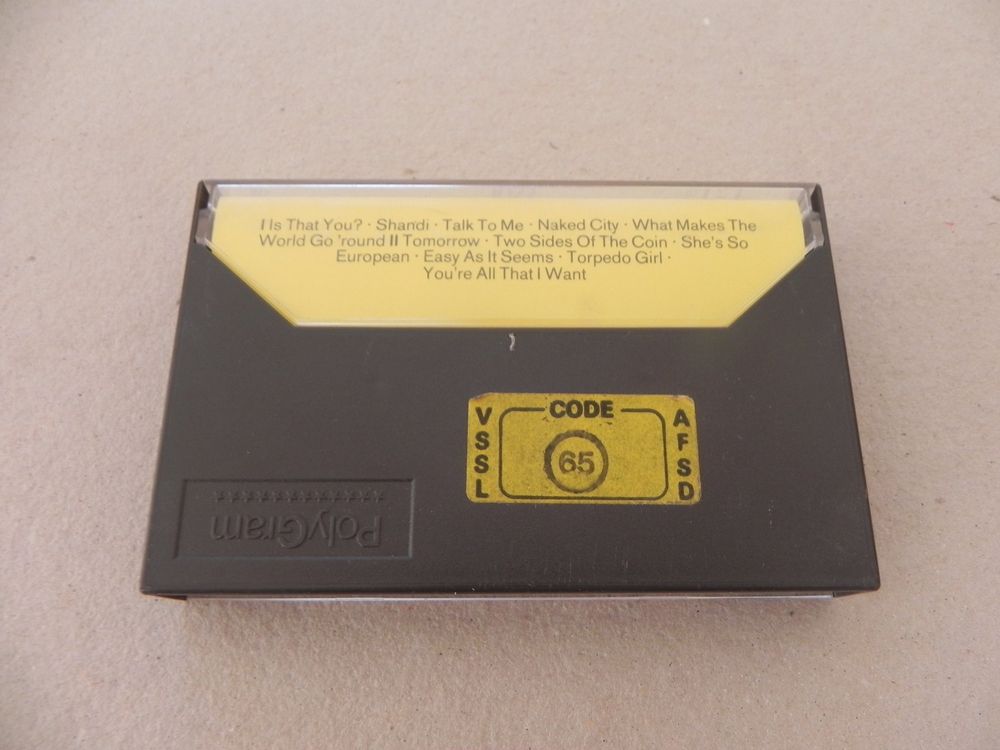 I Is That You? · Shandi · Talk To Me · Naked City · What Makes The
World Go 'round II Tomorrow · Two Sides Of The Coin · She's So
European · Easy As It Seems · Torpedo Girl ·
You're All That I Want
CODE
VSSL
65
AFSD
PolyGram